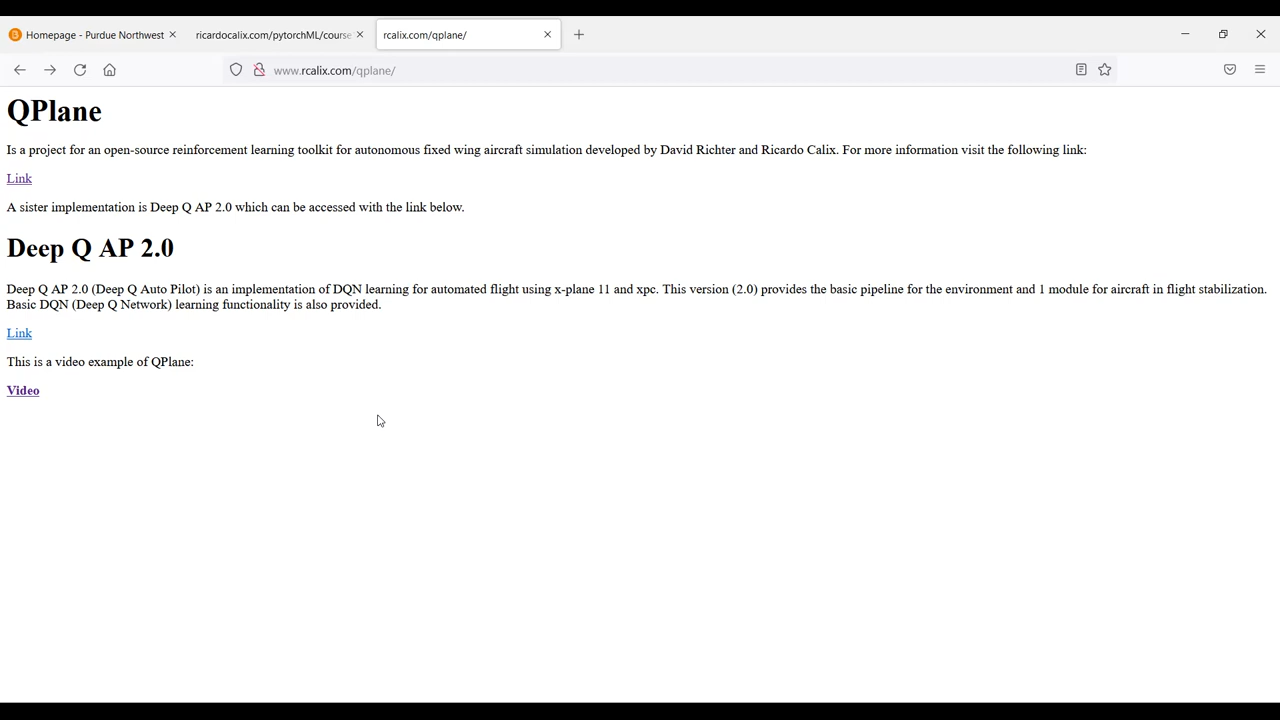 Homepage - Purdue Northwest
ricardocalix.com/pytorchML/course
rcalix.com/qplane/
www.rcalix.com/qplane/
QPlane
Is a project for an open-source reinforcement learning toolkit for autonomous fixed wing aircraft simulation developed by David Richter and Ricardo Calix. For more information visit the following link:
Link
A sister implementation is Deep Q AP 2.0 which can be accessed with the link below.
Deep Q AP 2.0
Deep Q AP 2.0 (Deep Q Auto Pilot) is an implementation of DQN learning for automated flight using x-plane 11 and xpc. This version (2.0) provides the basic pipeline for the environment and 1 module for aircraft in flight stabilization.
Basic DQN (Deep Q Network) learning functionality is also provided.
Link
This is a video example of QPlane:
Video